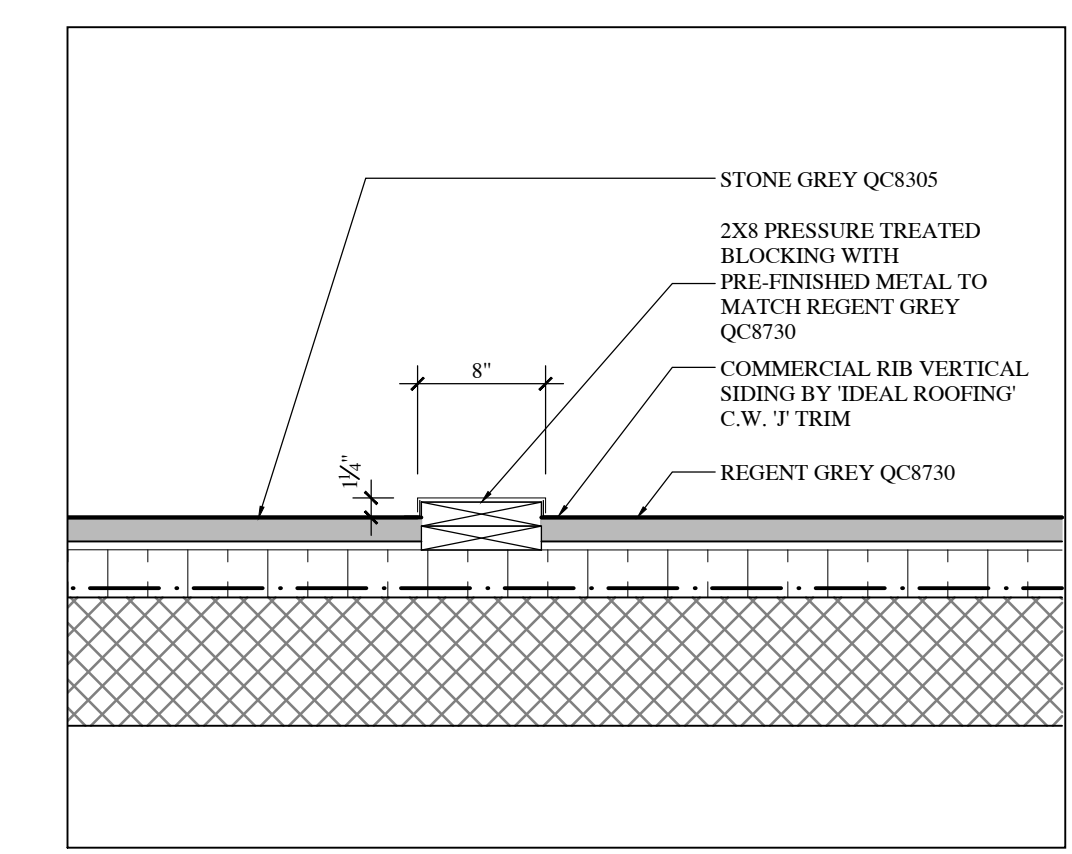 STONE GREY QC8305
2X8 PRESSURE TREATED
BLOCKING WITH
PRE-FINISHED METAL TO
MATCH REGENT GREY
QC8730
8"
COMMERCIAL RIB VERTICAL
SIDING BY 'IDEAL ROOFING'
C.W. 'J' TRIM
1¼"
REGENT GREY QC8730